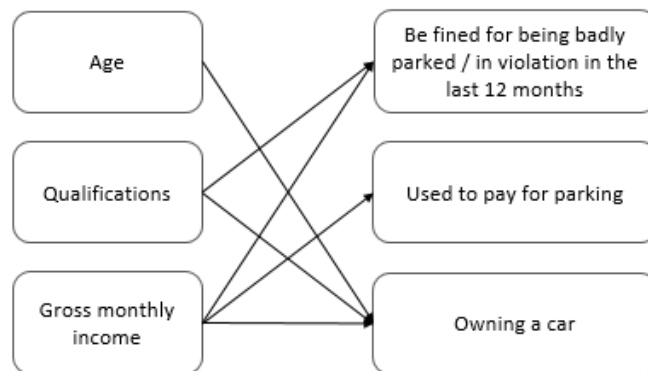 Age
Be fined for being badly
parked / in violation in the
last 12 months
Qualifications
Used to pay for parking
Gross monthly
income
Owning a car